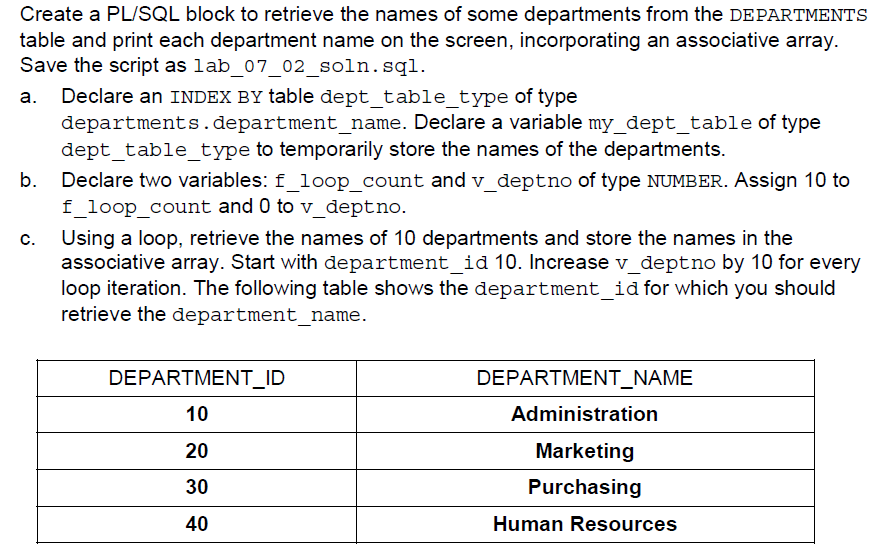 Create a PL/SQL block to retrieve the names of some departments from the DEPARTMENTS
table and print each department name on the screen, incorporating an associative array.
Save the script as lab_07_02_soln.sql.
a. Declare an INDEX BY table dept_table_type of type
departments.department_name. Declare a variable my_dept_table of type
dept_table_type to temporarily store the names of the departments.
b. Declare two variables: f_loop_count and v_deptno of type NUMBER. Assign 10 to
f_loop_count and 0 to v_deptno.
c. Using a loop, retrieve the names of 10 departments and store the names in the
associative array. Start with department_id 10. Increase v_deptno by 10 for every
loop iteration. The following table shows the department_id for which you should
retrieve the department_name.
DEPARTMENT_ID DEPARTMENT_NAME
10 Administration
20 Marketing
30 Purchasing
40 Human Resources